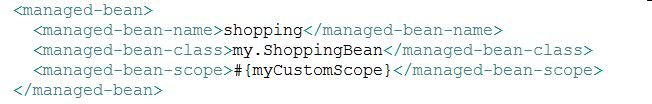 <managed-bean>
<managed-bean-name>shopping</managed-bean-name>
<managed-bean-class>my.ShoppingBean</managed-bean-class>
<managed-bean-scope>#{myCustomScope}</managed-bean-scope>
</managed-bean>